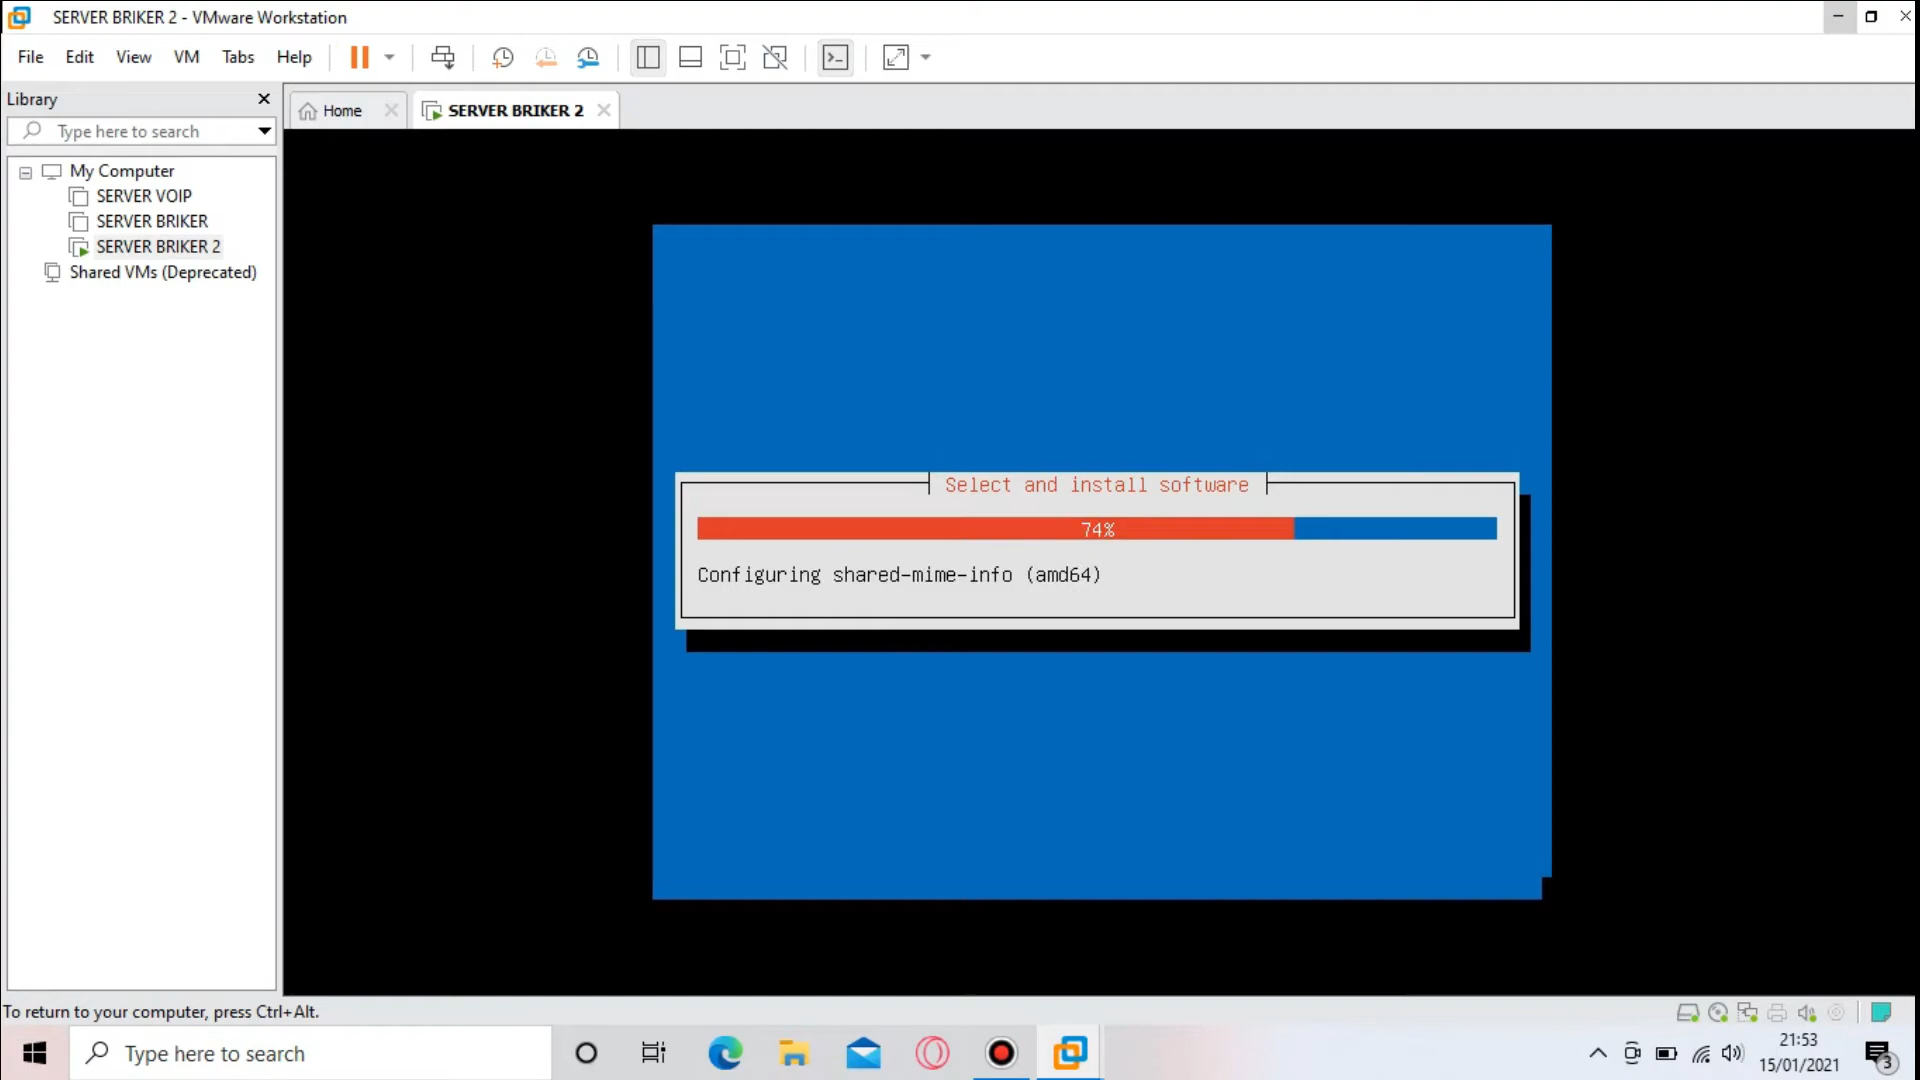 SERVER BRIKER 2 - VMware Workstation
File Edit View VM Tabs Help
Library
Home
SERVER BRIKER 2
Type here to search
My Computer
SERVER VOIP
SERVER BRIKER
SERVER BRIKER 2
Shared VMs (Deprecated)
Select and install software
74%
Configuring shared-mime-info (amd64)
To return to your computer, press Ctrl+Alt.
Type here to search
21:53
15/01/2021
3